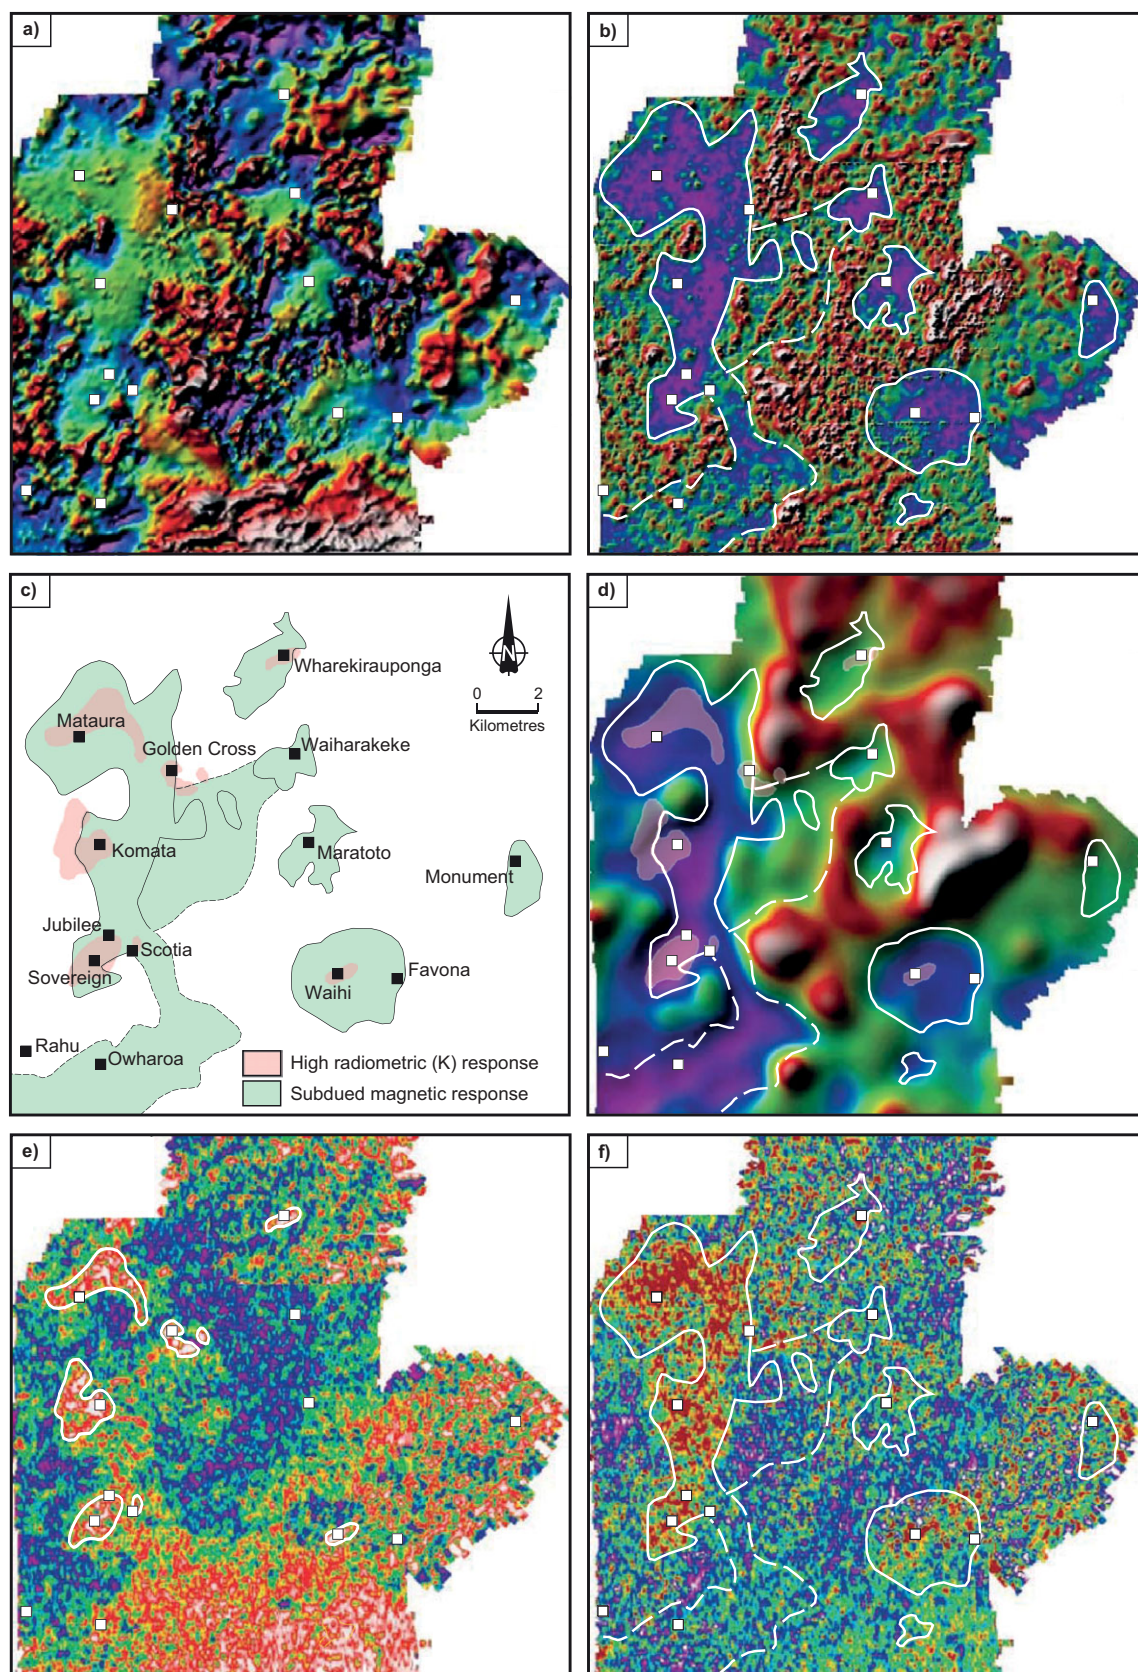 a)
b)
c)
N
Wharekirauponga
0 2
Kilometres
Mataura
Golden Cross
Waiharakeke
Komata
Maratoto
Monument
Jubilee
Scotia
Sovereign
Favona
Waihi
Rahu
Owharoa
High radiometric (K) response
Subdued magnetic response
d)
e)
f)